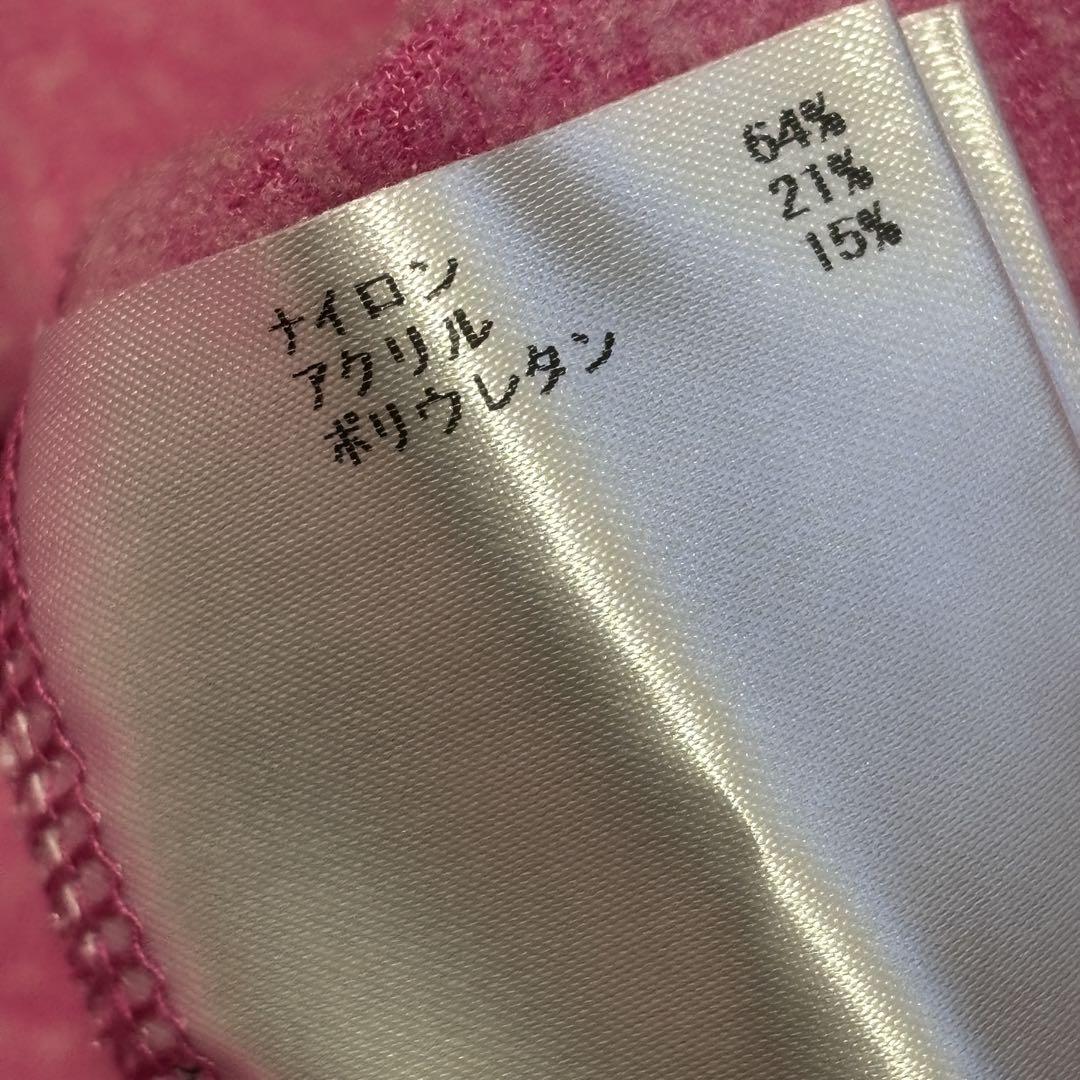 ナイロン 64%
アクリル 21%
ポリウレタン 15%